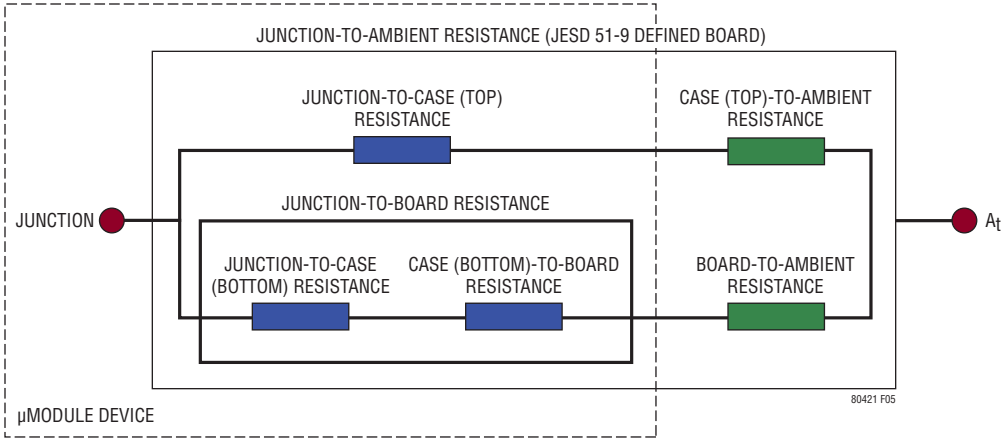 JUNCTION-TO-AMBIENT RESISTANCE (JESD 51-9 DEFINED BOARD)
JUNCTION-TO-CASE (TOP)
RESISTANCE
CASE (TOP)-TO-AMBIENT
RESISTANCE
JUNCTION-TO-BOARD RESISTANCE
JUNCTION
At
JUNCTION-TO-CASE
(BOTTOM) RESISTANCE
CASE (BOTTOM)-TO-BOARD
RESISTANCE
BOARD-TO-AMBIENT
RESISTANCE
80421 F05
µMODULE DEVICE